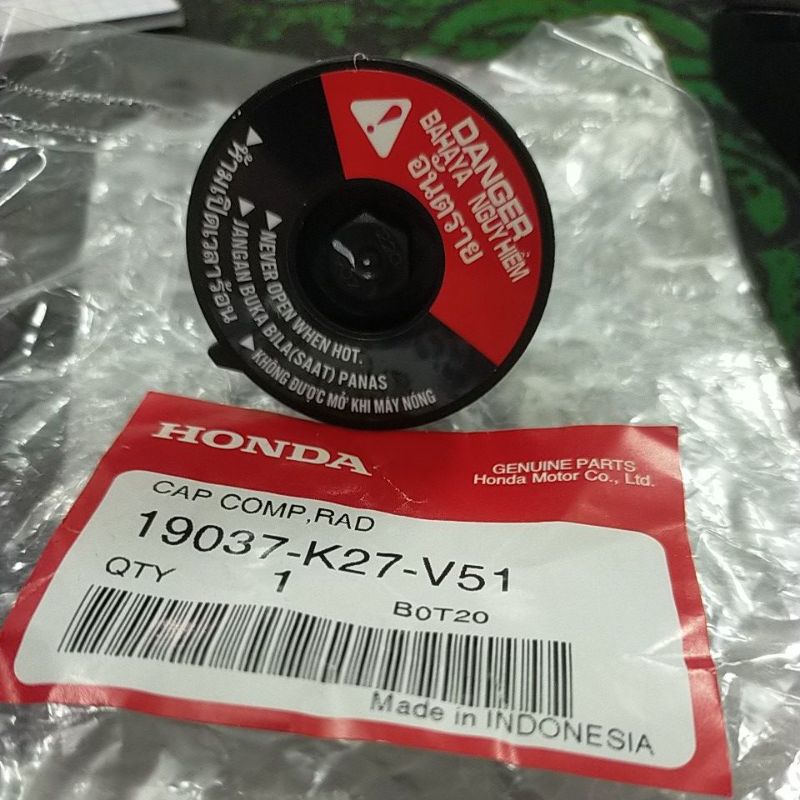 DANGER
BAHAYA NGUY HIỂM
อันตราย
ห้ามเปิดเวลาร้อน
NEVER OPEN WHEN HOT.
JANGAN BUKA BILA(SAAT) PANAS
KHÔNG ĐƯỢC MỞ KHI MÁY NÓNG
HONDA
GENUINE PARTS
Honda Motor Co., Ltd.
CAP COMP,RAD
19037-K27-V51
QTY 1
B0T20
Made in INDONESIA